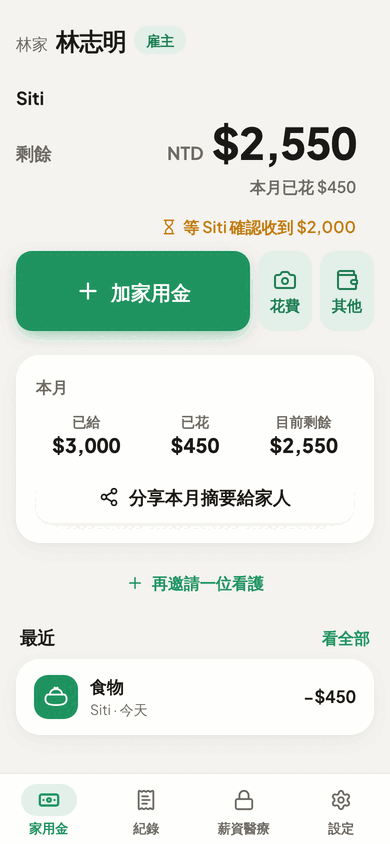 林家 林志明 雇主
Siti
剩餘 NTD $2,550
本月已花 $450
等 Siti 確認收到 $2,000
加家用金
花費
其他
本月
已給 已花 目前剩餘
$3,000 $450 $2,550
分享本月摘要給家人
再邀請一位看護
最近 看全部
食物 -$450
Siti · 今天
家用金 紀錄 薪資醫療 設定